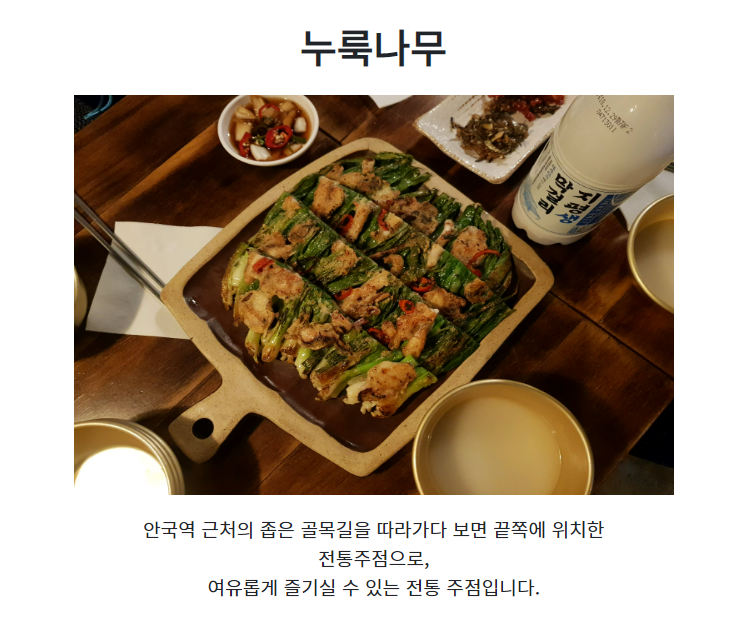 누룩나무
지평
생
막걸리
안국역 근처의 좁은 골목길을 따라가다 보면 끝쪽에 위치한
전통주점으로,
여유롭게 즐기실 수 있는 전통 주점입니다.